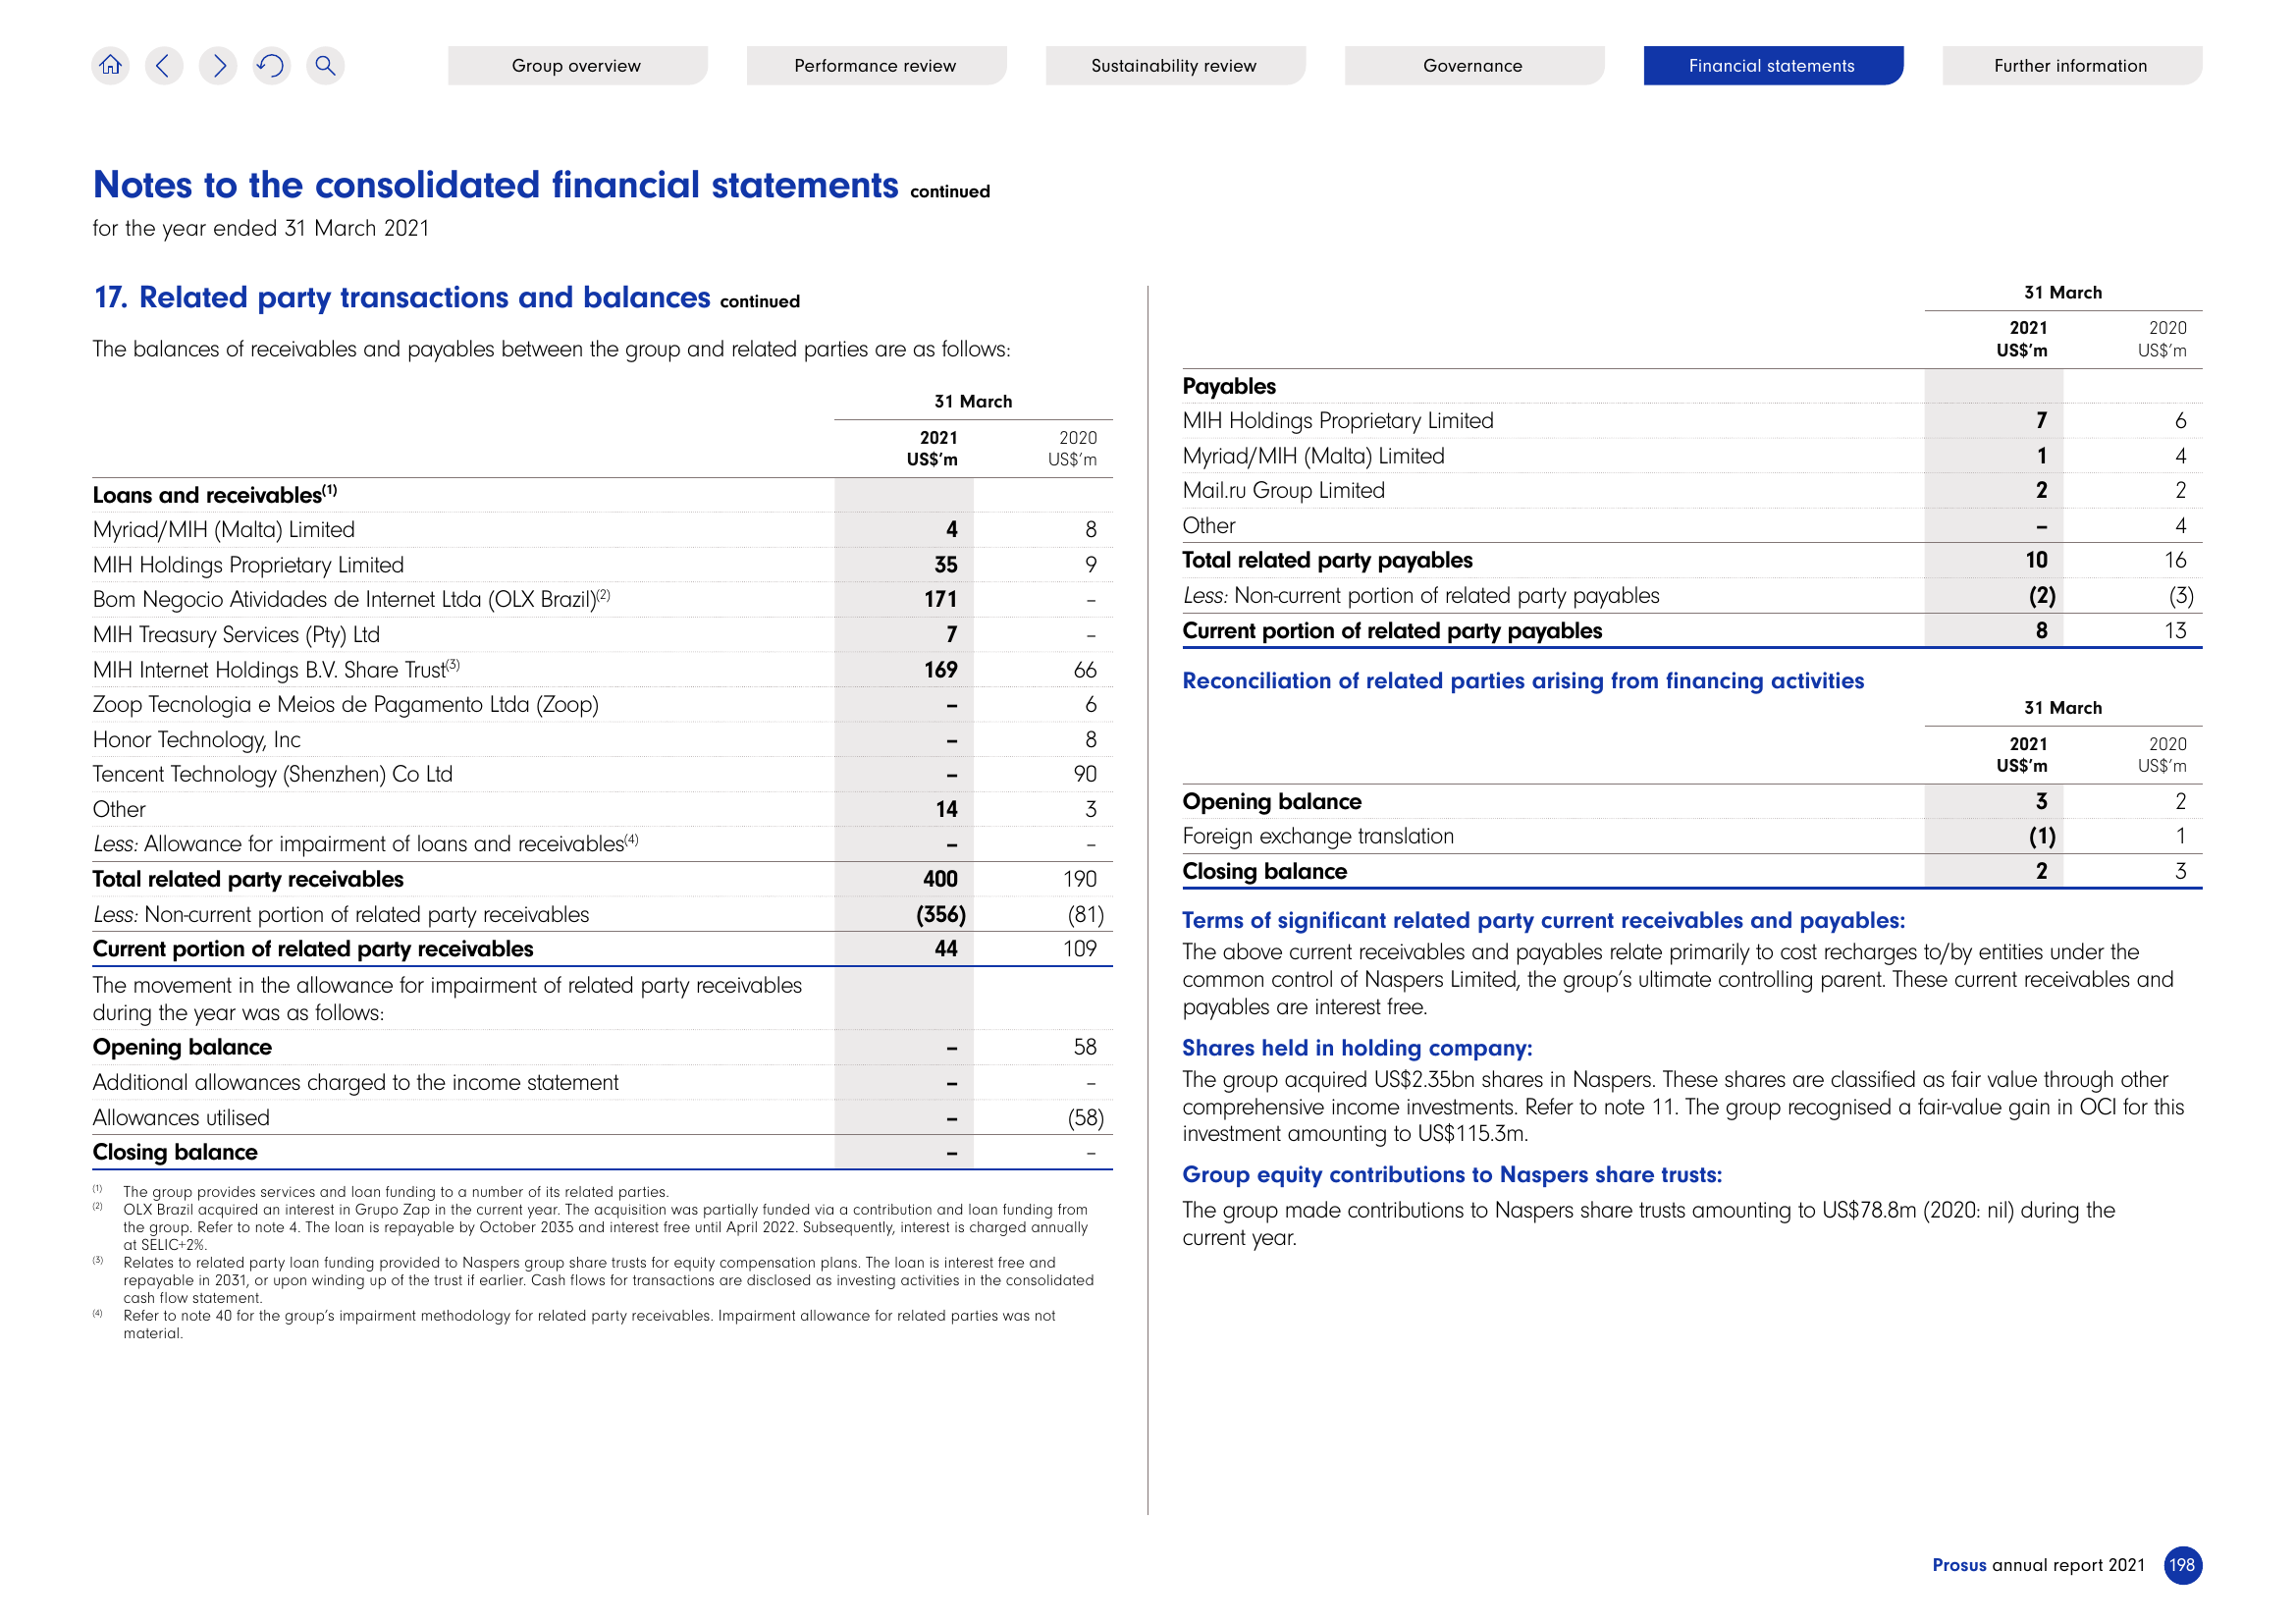 Group overview
Performance review
Sustainability review
Governance
Financial statements
Further information
Notes to the consolidated financial statements continued
for the year ended 31 March 2021
17. Related party transactions and balances continued
The balances of receivables and payables between the group and related parties are as follows:
31 March
2021 2020
US$'m US$'m
Loans and receivables(1)
Myriad/MIH (Malta) Limited 4 8
MIH Holdings Proprietary Limited 35 9
Bom Negocio Atividades de Internet Ltda (OLX Brazil)(2) 171 –
MIH Treasury Services (Pty) Ltd 7 –
MIH Internet Holdings B.V. Share Trust(3) 169 66
Zoop Tecnologia e Meios de Pagamento Ltda (Zoop) – 6
Honor Technology, Inc – 8
Tencent Technology (Shenzhen) Co Ltd – 90
Other 14 3
Less: Allowance for impairment of loans and receivables(4) – –
Total related party receivables 400 190
Less: Non-current portion of related party receivables (356) (81)
Current portion of related party receivables 44 109
The movement in the allowance for impairment of related party receivables
during the year was as follows:
Opening balance – 58
Additional allowances charged to the income statement – –
Allowances utilised – (58)
Closing balance – –
(1) The group provides services and loan funding to a number of its related parties.
(2) OLX Brazil acquired an interest in Grupo Zap in the current year. The acquisition was partially funded via a contribution and loan funding from
the group. Refer to note 4. The loan is repayable by October 2035 and interest free until April 2022. Subsequently, interest is charged annually
at SELIC+2%.
(3) Relates to related party loan funding provided to Naspers group share trusts for equity compensation plans. The loan is interest free and
repayable in 2031, or upon winding up of the trust if earlier. Cash flows for transactions are disclosed as investing activities in the consolidated
cash flow statement.
(4) Refer to note 40 for the group's impairment methodology for related party receivables. Impairment allowance for related parties was not
material.
31 March
2021 2020
US$'m US$'m
Payables
MIH Holdings Proprietary Limited 7 6
Myriad/MIH (Malta) Limited 1 4
Mail.ru Group Limited 2 2
Other – 4
Total related party payables 10 16
Less: Non-current portion of related party payables (2) (3)
Current portion of related party payables 8 13
Reconciliation of related parties arising from financing activities
31 March
2021 2020
US$'m US$'m
Opening balance 3 2
Foreign exchange translation (1) 1
Closing balance 2 3
Terms of significant related party current receivables and payables:
The above current receivables and payables relate primarily to cost recharges to/by entities under the
common control of Naspers Limited, the group's ultimate controlling parent. These current receivables and
payables are interest free.
Shares held in holding company:
The group acquired US$2.35bn shares in Naspers. These shares are classified as fair value through other
comprehensive income investments. Refer to note 11. The group recognised a fair-value gain in OCI for this
investment amounting to US$115.3m.
Group equity contributions to Naspers share trusts:
The group made contributions to Naspers share trusts amounting to US$78.8m (2020: nil) during the
current year.
Prosus annual report 2021 198